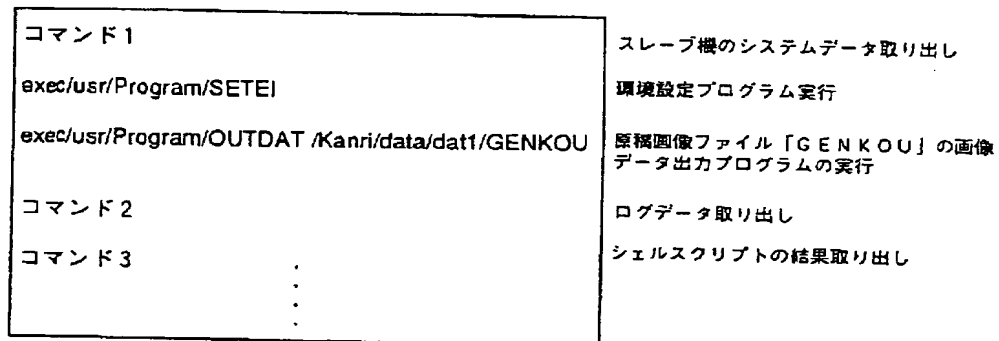 コマンド1
スレーブ機のシステムデータ取り出し
exec/usr/Program/SETEI
環境設定プログラム実行
exec/usr/Program/OUTDAT /Kanri/data/dat1/GENKOU
原稿画像ファイル「GENKOU」の画像
データ出力プログラムの実行
コマンド2
ログデータ取り出し
コマンド3
シェルスクリプトの結果取り出し